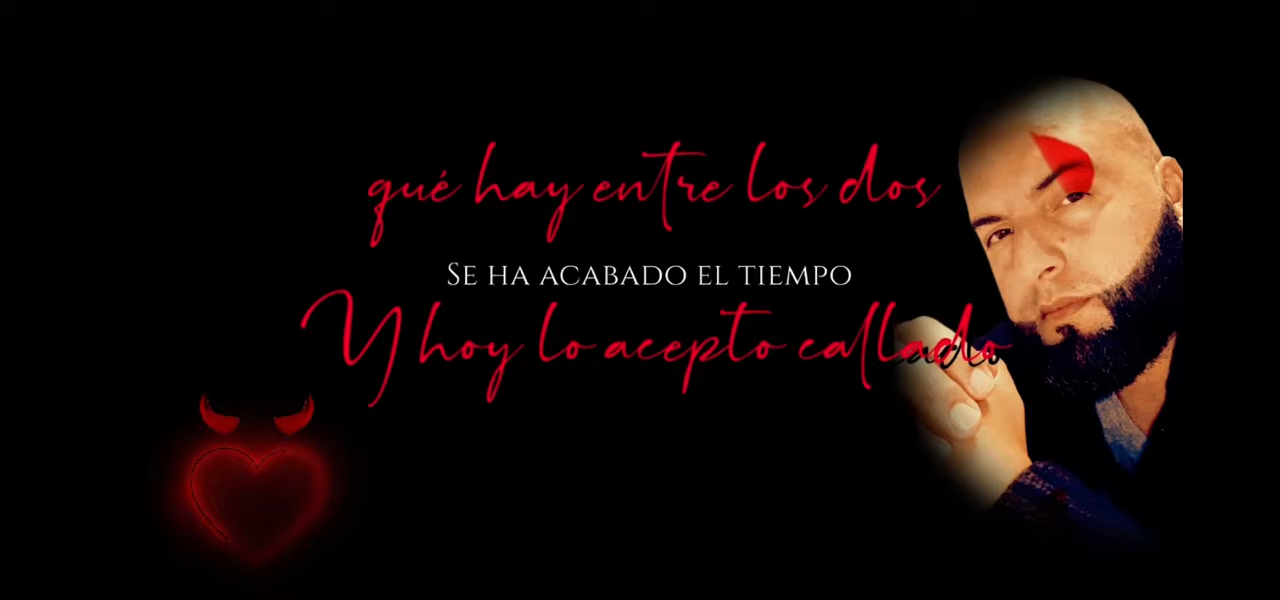 qué hay entre los dos
Se ha acabado el tiempo
Y hoy lo acepto callado